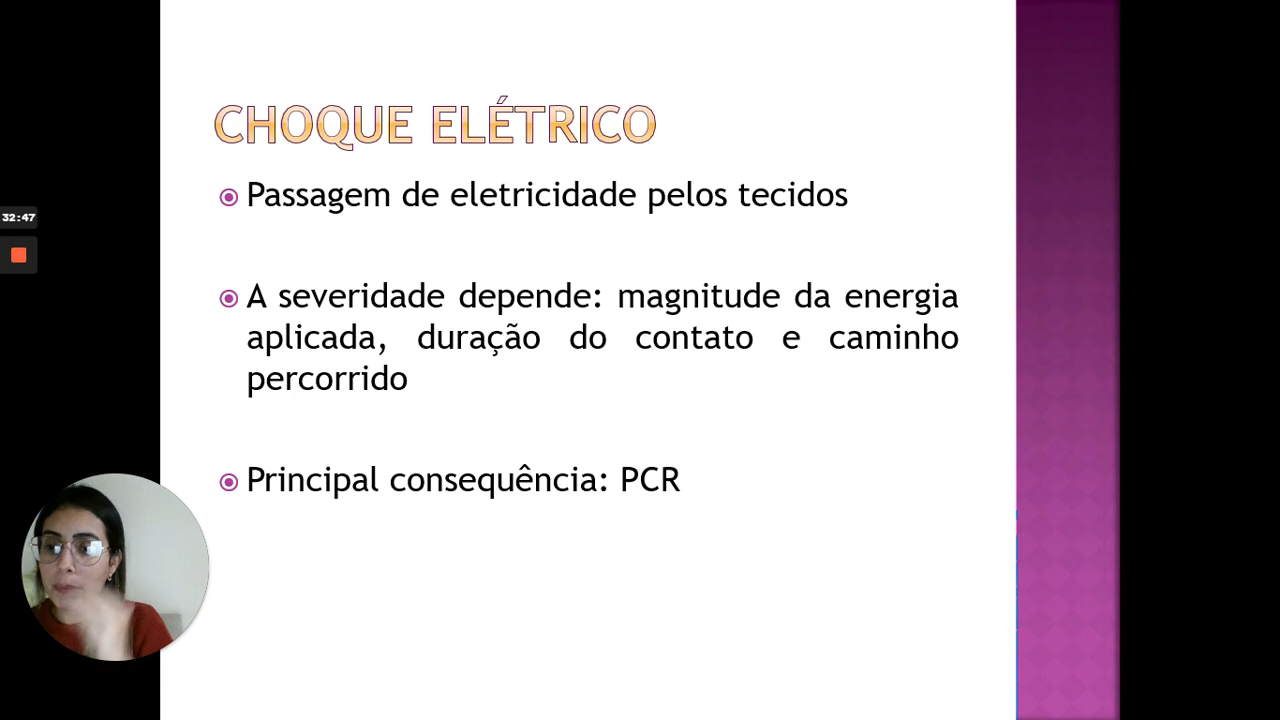 CHOQUE ELÉTRICO
Passagem de eletricidade pelos tecidos
32:47
A severidade depende: magnitude da energia
aplicada, duração do contato e caminho
percorrido
Principal consequência: PCR